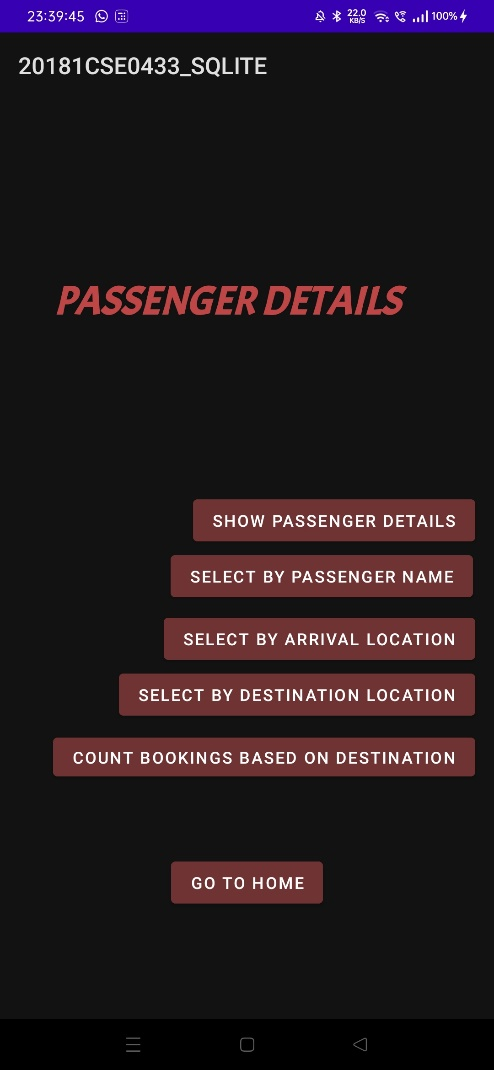 23:39:45
22.0
KB/S
100%
20181CSE0433_SQLITE
PASSENGER DETAILS
SHOW PASSENGER DETAILS
SELECT BY PASSENGER NAME
SELECT BY ARRIVAL LOCATION
SELECT BY DESTINATION LOCATION
COUNT BOOKINGS BASED ON DESTINATION
GO TO HOME